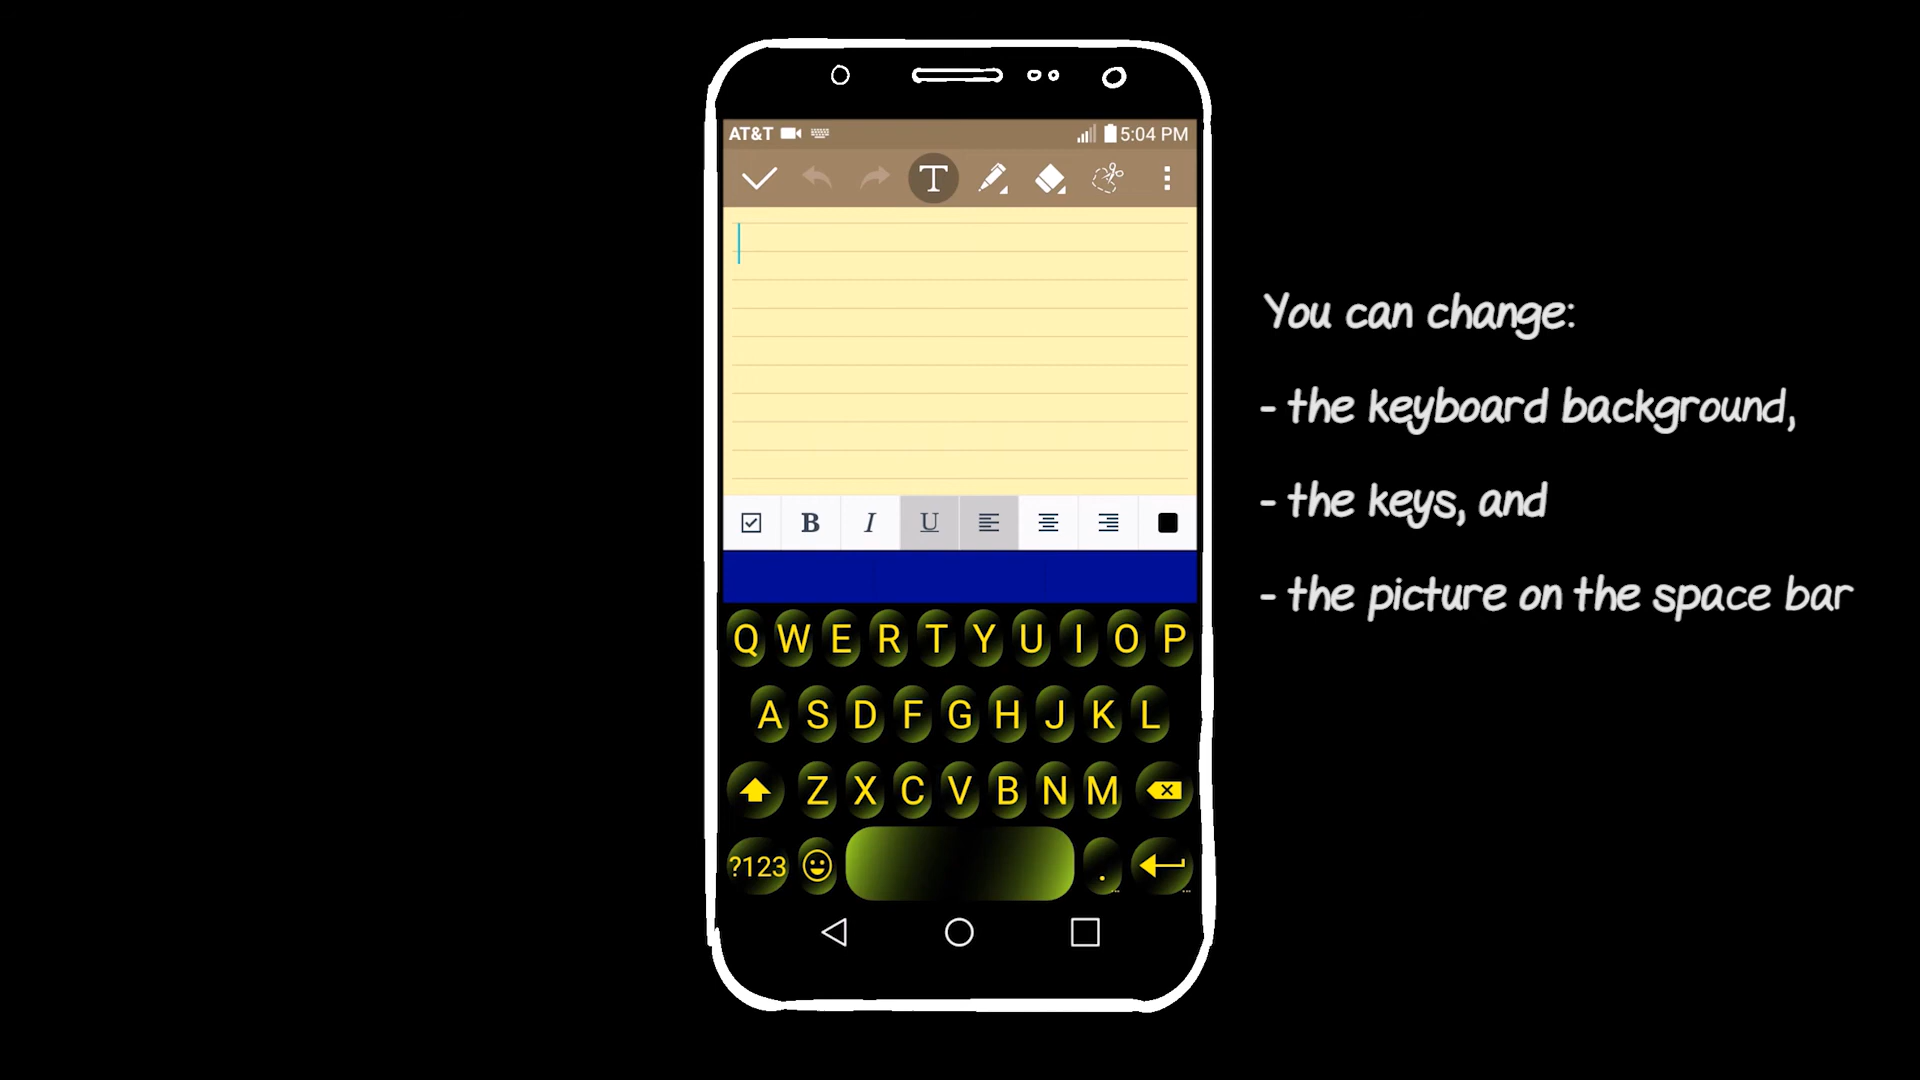 AT&T 5:04 PM
T
B I U
You can change:
- the keyboard background,
- the keys, and
- the picture on the space bar
Q W E R T Y U I O P
A S D F G H J K L
Z X C V B N M
?123 .